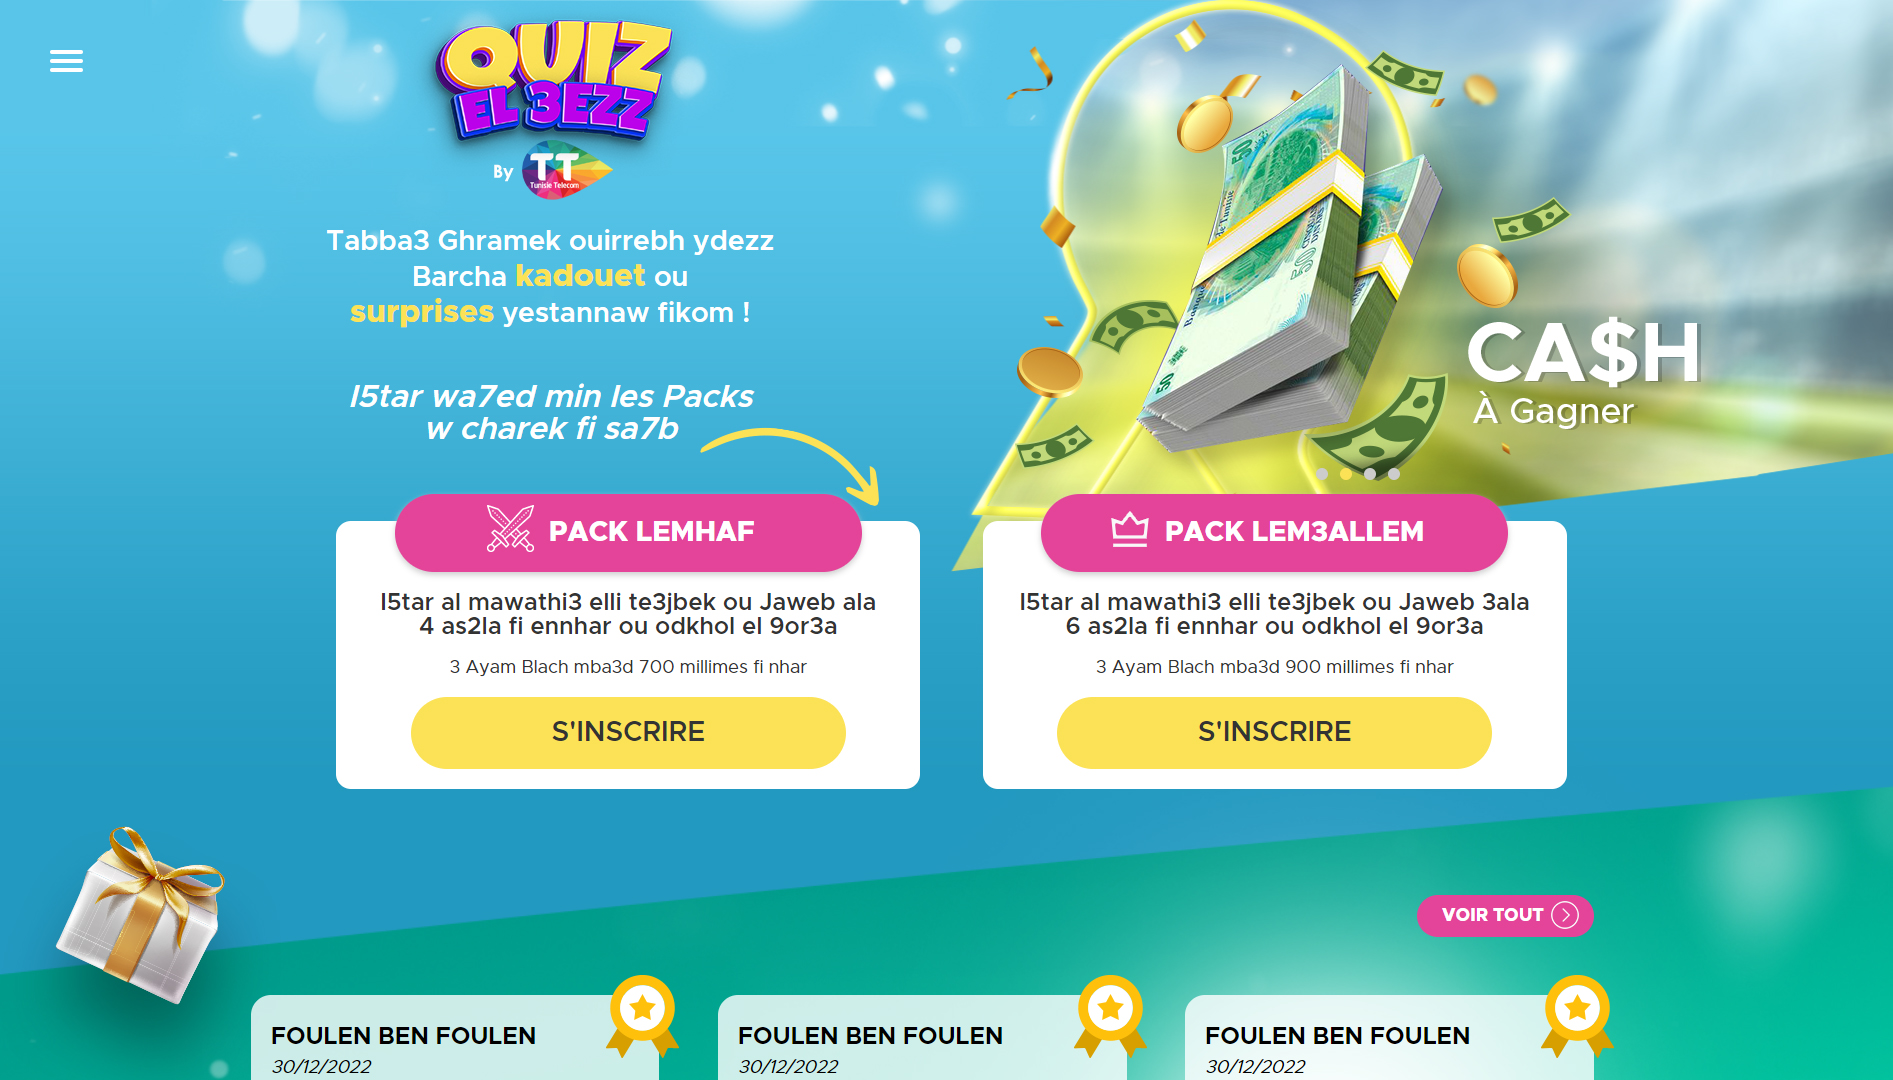 QUIZ
EL 3EZZ
By TT
Tunisie Telecom
Tabba3 Ghramek ouirrebh ydezz
Barcha kadouet ou
surprises yestannaw fikom !
I5tar wa7ed min les Packs
w charek fi sa7b
CA$H
À Gagner
PACK LEMHAF
I5tar al mawathi3 elli te3jbek ou Jaweb ala
4 as2la fi ennhar ou odkhol el 9or3a
3 Ayam Blach mba3d 700 millimes fi nhar
S'INSCRIRE
PACK LEM3ALLEM
I5tar al mawathi3 elli te3jbek ou Jaweb 3ala
6 as2la fi ennhar ou odkhol el 9or3a
3 Ayam Blach mba3d 900 millimes fi nhar
S'INSCRIRE
VOIR TOUT
FOULEN BEN FOULEN
30/12/2022
FOULEN BEN FOULEN
30/12/2022
FOULEN BEN FOULEN
30/12/2022